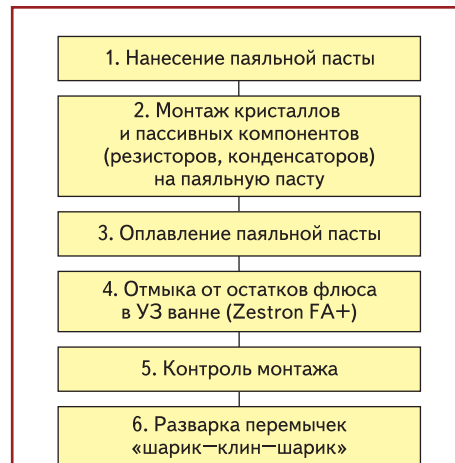 1. Нанесение паяльной пасты
2. Монтаж кристаллов
и пассивных компонентов
(резисторов, конденсаторов)
на паяльную пасту
3. Оплавление паяльной пасты
4. Отмыка от остатков флюса
в УЗ ванне (Zestron FA+)
5. Контроль монтажа
6. Разварка перемычек
«шарик—клин—шарик»